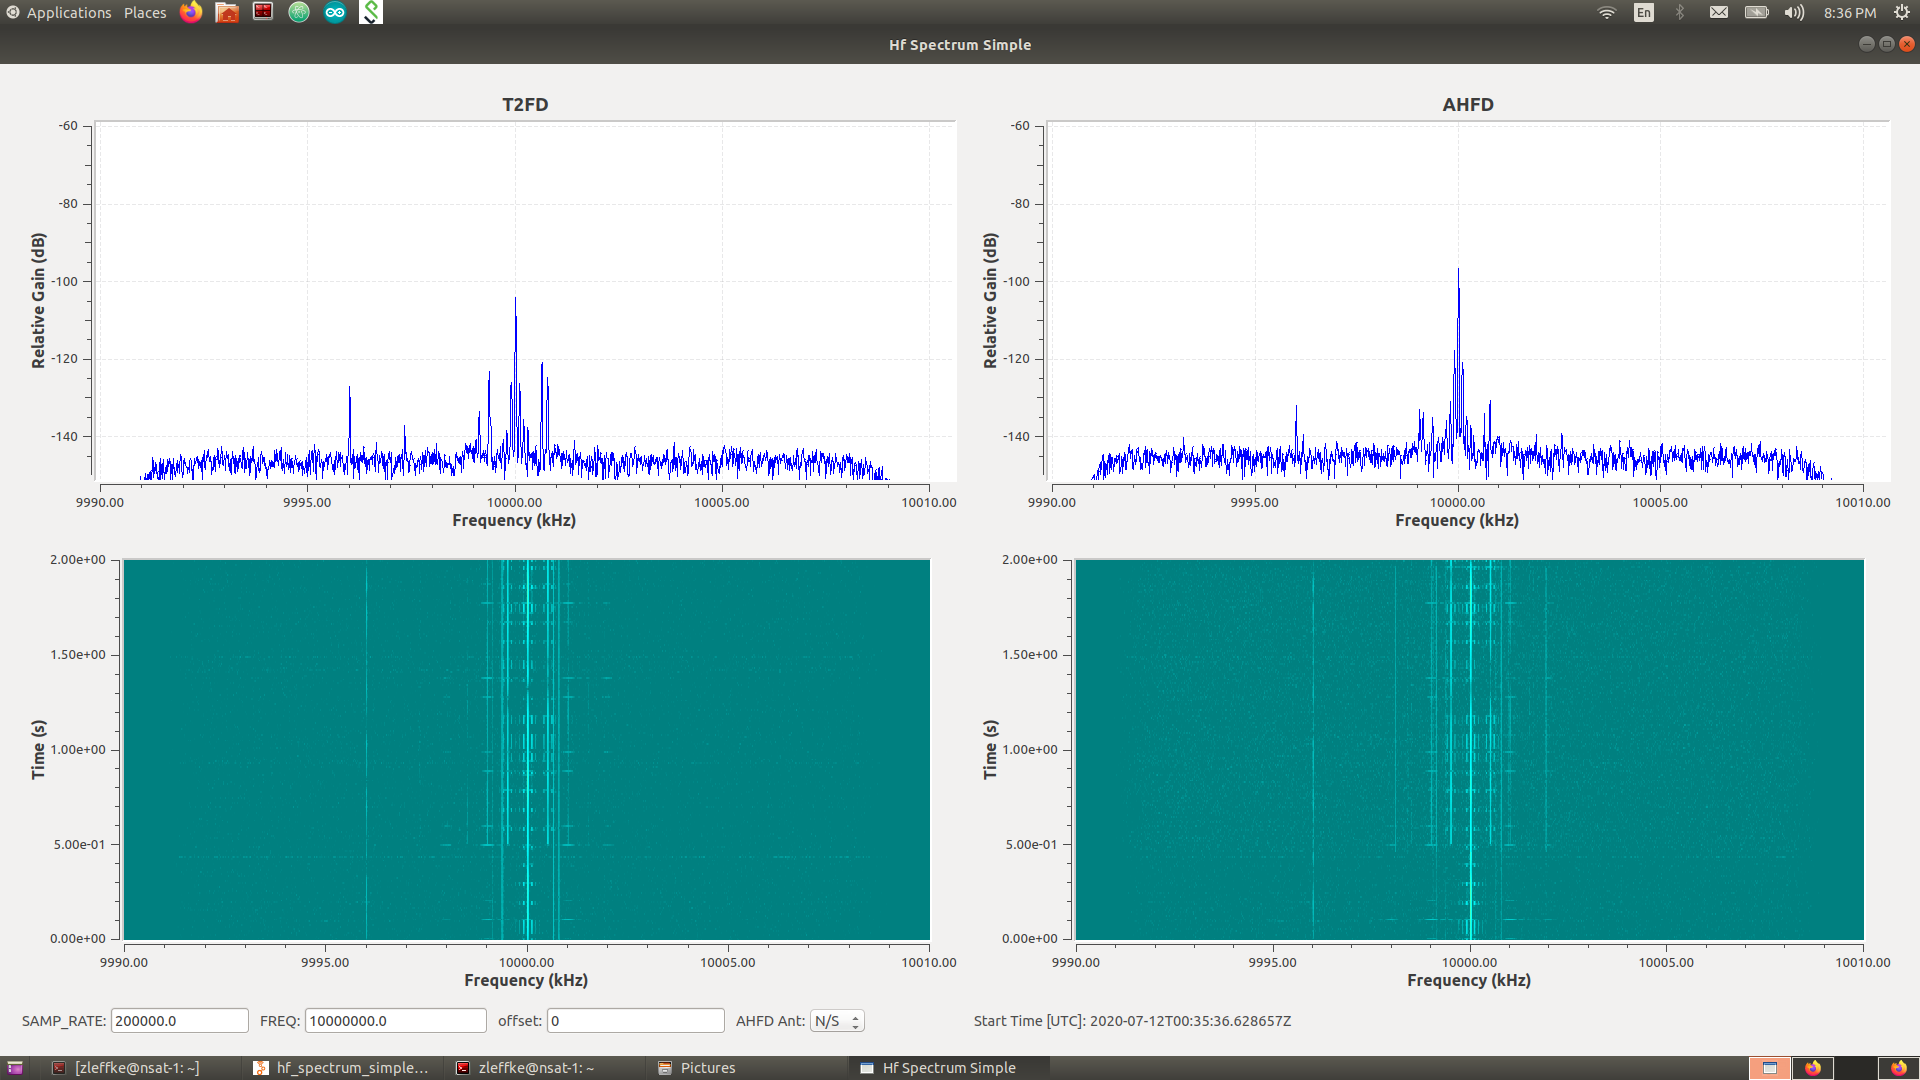 Applications Places En 8:36 PM
Hf Spectrum Simple
T2FD
-60
-80
-100
-120
-140
Relative Gain (dB)
9990.00 9995.00 10000.00 10005.00 10010.00
Frequency (kHz)
AHFD
-60
-80
-100
-120
-140
Relative Gain (dB)
9990.00 9995.00 10000.00 10005.00 10010.00
Frequency (kHz)
2.00e+00
1.50e+00
1.00e+00
5.00e-01
0.00e+00
Time (s)
9990.00 9995.00 10000.00 10005.00 10010.00
Frequency (kHz)
2.00e+00
1.50e+00
1.00e+00
5.00e-01
0.00e+00
Time (s)
9990.00 9995.00 10000.00 10005.00 10010.00
Frequency (kHz)
SAMP_RATE: 200000.0 FREQ: 10000000.0 offset: 0 AHFD Ant: N/S Start Time [UTC]: 2020-07-12T00:35:36.628657Z
[zleffke@nsat-1: ~] hf_spectrum_simple... zleffke@nsat-1: ~ Pictures Hf Spectrum Simple